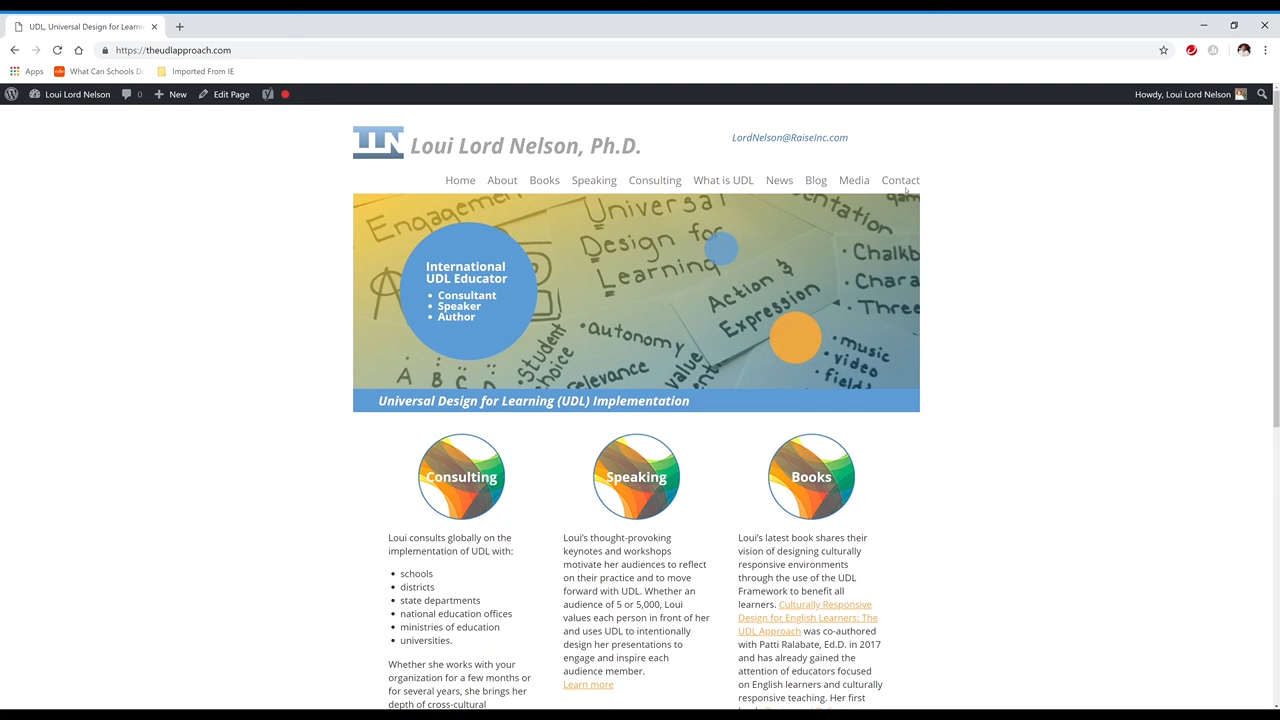 UDL, Universal Design for Learni
https://theudlapproach.com
Apps
What Can Schools Do
Imported From IE
Loui Lord Nelson
0
New
Edit Page
Howdy, Loui Lord Nelson
LLN
Loui Lord Nelson, Ph.D.
LordNelson@RaiseInc.com
Home About Books Speaking Consulting What is UDL News Blog Media Contact
Engagement
Universal
Design for
Learning
Action &
Expression
• Chalkb
• Chara
• Three
•autonomy
Student
choice
relevance
value
•music
•video
•field
A B C
International
UDL Educator
• Consultant
• Speaker
• Author
Universal Design for Learning (UDL) Implementation
Consulting
Loui consults globally on the
implementation of UDL with:
• schools
• districts
• state departments
• national education offices
• ministries of education
• universities.
Whether she works with your
organization for a few months or
for several years, she brings her
depth of cross-cultural
Speaking
Loui's thought-provoking
keynotes and workshops
motivate her audiences to reflect
on their practice and to move
forward with UDL. Whether an
audience of 5 or 5,000, Loui
values each person in front of her
and uses UDL to intentionally
design her presentations to
engage and inspire each
audience member.
Learn more
Books
Loui's latest book shares their
vision of designing culturally
responsive environments
through the use of the UDL
Framework to benefit all
learners. Culturally Responsive
Design for English Learners: The
UDL Approach was co-authored
with Patti Ralabate, Ed.D. in 2017
and has already gained the
attention of educators focused
on English learners and culturally
responsive teaching. Her first